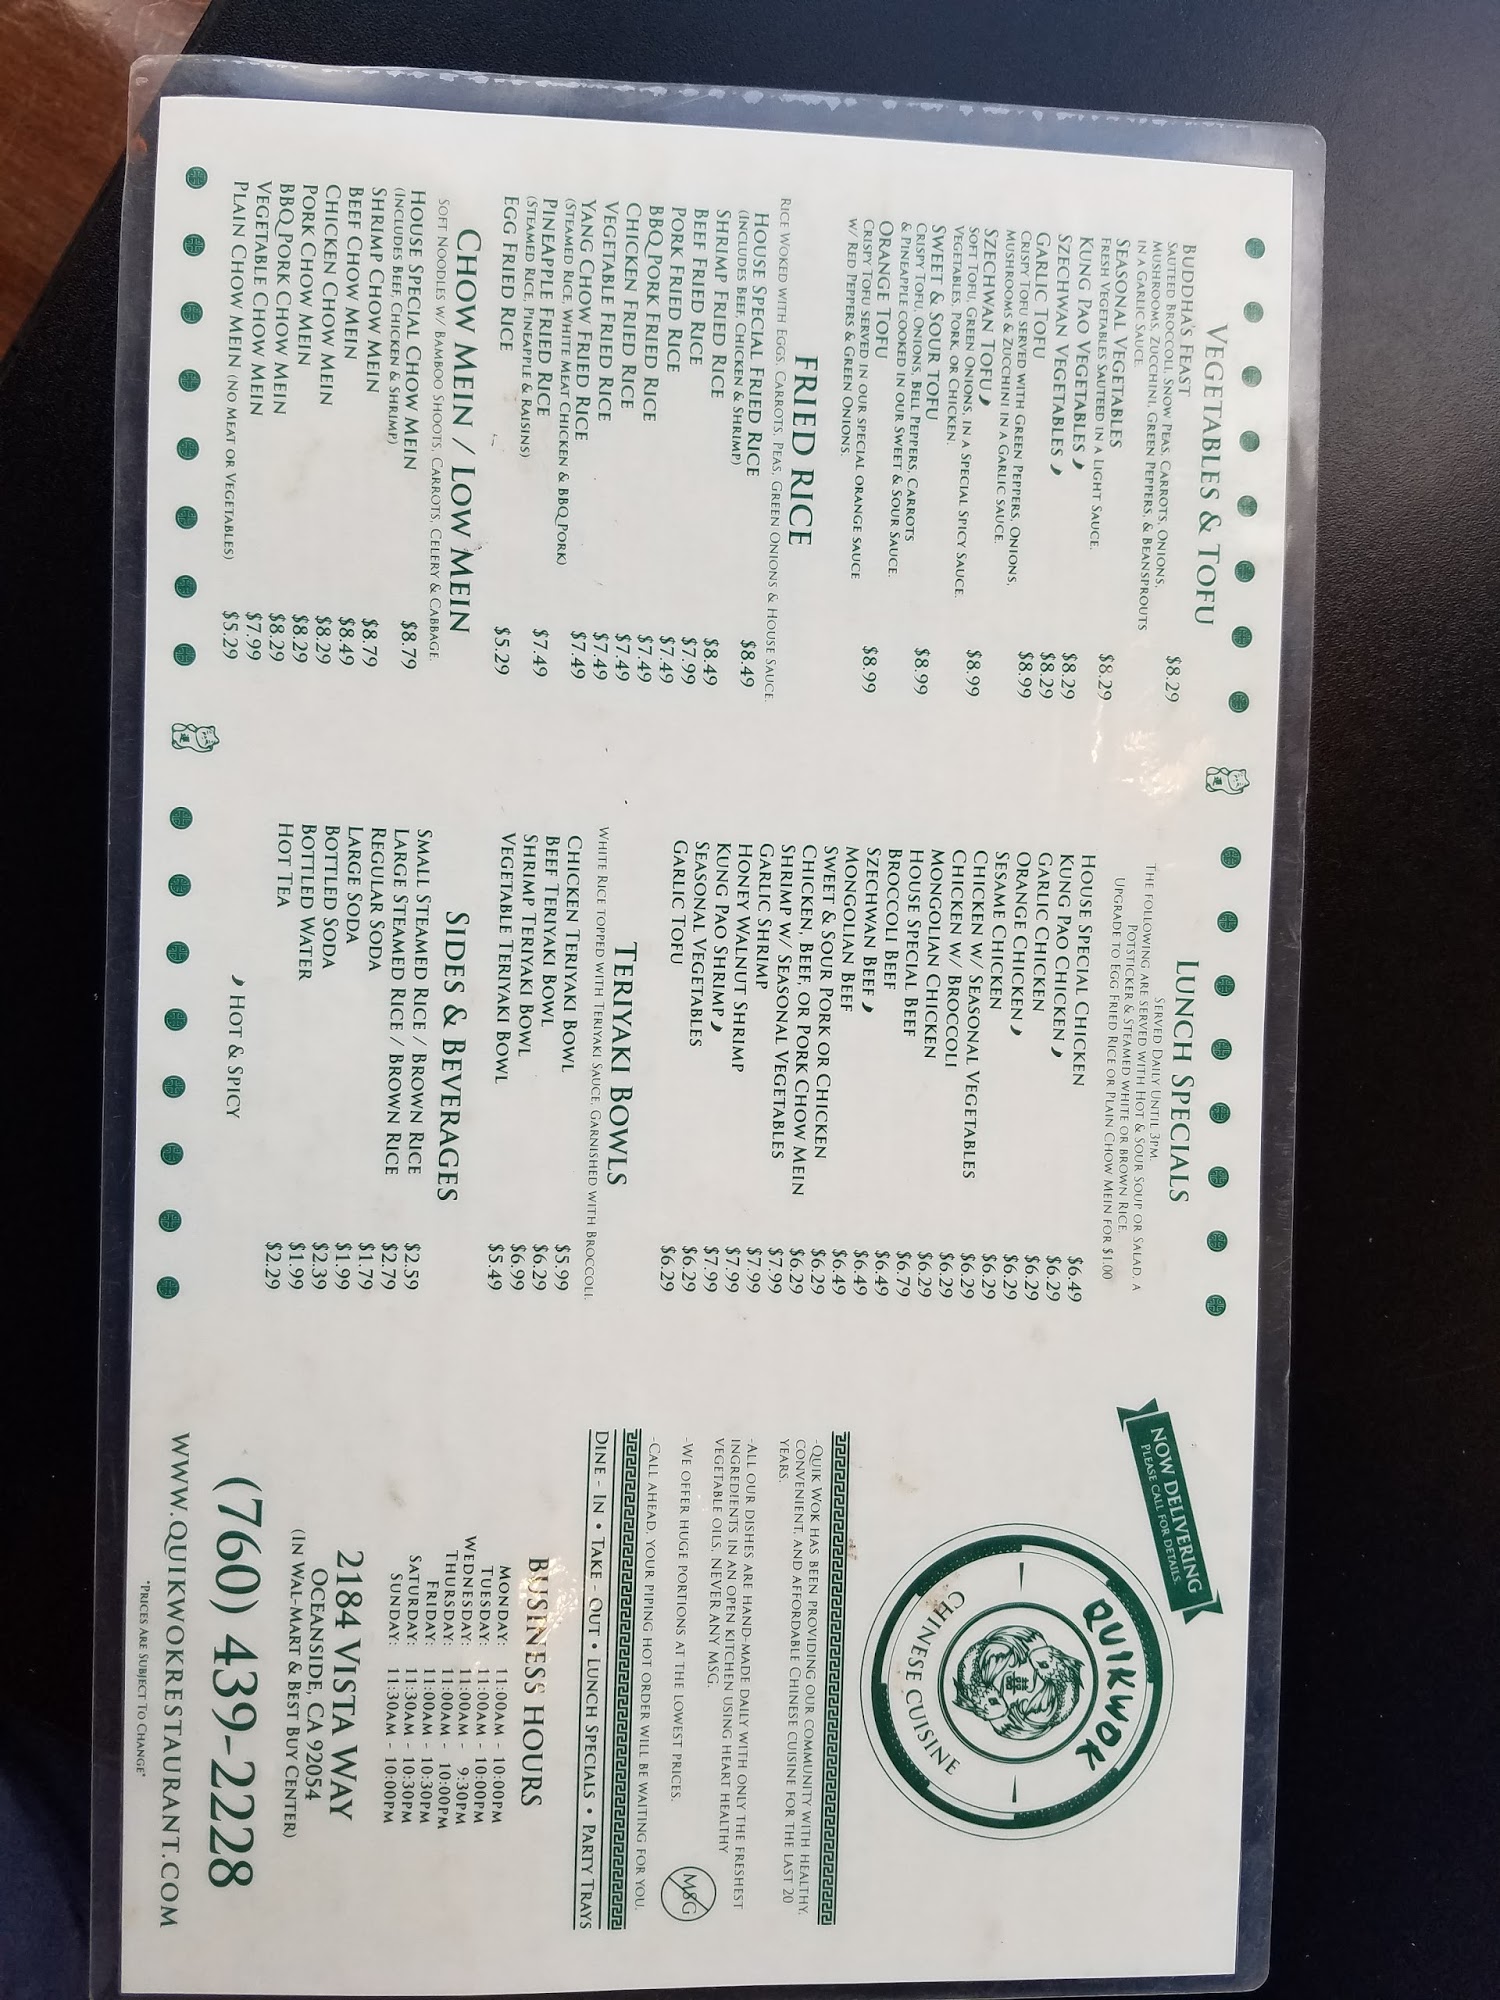 VEGETABLES & TOFU
BUDDHA'S FEAST
SAUTEED BROCCOLI, SNOW PEAS, CARROTS, ONIONS,
MUSHROOMS, ZUCCHINI, GREEN PEPPERS, & BEANSPROUTS
IN A GARLIC SAUCE. $8.29
SEASONAL VEGETABLES
FRESH VEGETABLES SAUTEED IN A LIGHT SAUCE. $8.29
KUNG PAO VEGETABLES $8.29
SZECHWAN VEGETABLES $8.29
GARLIC TOFU $8.99
CRISPY TOFU SERVED WITH GREEN PEPPERS, ONIONS,
MUSHROOMS & ZUCCHINI IN A GARLIC SAUCE.
SZECHWAN TOFU
SOFT TOFU, GREEN ONIONS, IN A SPECIAL SPICY SAUCE. $8.99
VEGETABLES, PORK, OR CHICKEN.
SWEET & SOUR TOFU
CRISPY TOFU, ONIONS, BELL PEPPERS, CARROTS $8.99
& PINEAPPLE COOKED IN OUR SWEET & SOUR SAUCE.
ORANGE TOFU
CRISPY TOFU SERVED IN OUR SPECIAL ORANGE SAUCE $8.99
W/ RED PEPPERS & GREEN ONIONS.
FRIED RICE
RICE WOKED WITH EGGS, CARROTS, PEAS, GREEN ONIONS & HOUSE SAUCE.
HOUSE SPECIAL FRIED RICE $8.49
(INCLUDES BEEF, CHICKEN & SHRIMP)
SHRIMP FRIED RICE $8.49
BEEF FRIED RICE $7.99
PORK FRIED RICE $7.49
BBQ PORK FRIED RICE $7.49
CHICKEN FRIED RICE $7.49
VEGETABLE FRIED RICE $7.49
YANG CHOW FRIED RICE $7.49
(STEAMED RICE, WHITE MEAT CHICKEN & BBQ PORK)
PINEAPPLE FRIED RICE $7.49
(STEAMED RICE, PINEAPPLE & RAISINS)
EGG FRIED RICE $5.29
CHOW MEIN / LOW MEIN
SOFT NOODLES W/ BAMBOO SHOOTS, CARROTS, CELERY & CABBAGE.
HOUSE SPECIAL CHOW MEIN $8.79
(INCLUDES BEEF, CHICKEN & SHRIMP)
SHRIMP CHOW MEIN $8.79
BEEF CHOW MEIN $8.49
CHICKEN CHOW MEIN $8.29
PORK CHOW MEIN $8.29
BBQ PORK CHOW MEIN $8.29
VEGETABLE CHOW MEIN $7.99
PLAIN CHOW MEIN (NO MEAT OR VEGETABLES) $5.29
LUNCH SPECIALS
SERVED DAILY UNTIL 3PM.
THE FOLLOWING ARE SERVED WITH HOT & SOUR SOUP OR SALAD, A
POTSTICKER & STEAMED WHITE OR BROWN RICE.
UPGRADE TO EGG FRIED RICE OR PLAIN CHOW MEIN FOR $1.00
HOUSE SPECIAL CHICKEN $6.49
KUNG PAO CHICKEN $6.29
GARLIC CHICKEN $6.29
ORANGE CHICKEN $6.29
SESAME CHICKEN $6.29
CHICKEN W/ SEASONAL VEGETABLES $6.29
CHICKEN W/ BROCCOLI $6.29
MONGOLIAN CHICKEN $6.29
HOUSE SPECIAL BEEF $6.79
BROCCOLI BEEF $6.49
SZECHWAN BEEF $6.49
MONGOLIAN BEEF $6.49
SWEET & SOUR PORK OR CHICKEN $6.29
CHICKEN, BEEF, OR PORK CHOW MEIN $6.29
SHRIMP W/ SEASONAL VEGETABLES $7.99
GARLIC SHRIMP $7.99
HONEY WALNUT SHRIMP $7.99
KUNG PAO SHRIMP $7.99
SEASONAL VEGETABLES $6.29
GARLIC TOFU $6.29
TERIYAKI BOWLS
WHITE RICE TOPPED WITH TERIYAKI SAUCE, GARNISHED WITH BROCCOLI.
CHICKEN TERIYAKI BOWL $5.99
BEEF TERIYAKI BOWL $6.29
SHRIMP TERIYAKI BOWL $6.99
VEGETABLE TERIYAKI BOWL $5.49
SIDES & BEVERAGES
SMALL STEAMED RICE / BROWN RICE $2.59
LARGE STEAMED RICE / BROWN RICE $2.79
REGULAR SODA $1.79
LARGE SODA $1.99
BOTTLED SODA $2.39
BOTTLED WATER $1.99
HOT TEA $2.29
HOT & SPICY
NOW DELIVERING
PLEASE CALL FOR DETAILS.
QUIKWOK
囍
CHINESE CUISINE
-QUIK WOK HAS BEEN PROVIDING OUR COMMUNITY WITH HEALTHY,
CONVENIENT, AND AFFORDABLE CHINESE CUISINE FOR THE LAST 20
YEARS.
-ALL OUR DISHES ARE HAND-MADE DAILY WITH ONLY THE FRESHEST
INGREDIENTS IN AN OPEN KITCHEN USING HEART HEALTHY
VEGETABLE OILS. NEVER ANY MSG.
-WE OFFER HUGE PORTIONS AT THE LOWEST PRICES.
MSG
-CALL AHEAD, YOUR PIPING HOT ORDER WILL BE WAITING FOR YOU.
DINE - IN • TAKE - OUT • LUNCH SPECIALS • PARTY TRAYS
BUSINESS HOURS
MONDAY: 11:00AM - 10:00PM
TUESDAY: 11:00AM - 10:00PM
WEDNESDAY: 11:00AM - 9:30PM
THURSDAY: 11:00AM - 10:00PM
FRIDAY: 11:00AM - 10:30PM
SATURDAY: 11:30AM - 10:30PM
SUNDAY: 11:30AM - 10:00PM
2184 VISTA WAY
OCEANSIDE, CA 92054
(IN WAL-MART & BEST BUY CENTER)
(760) 439-2228
WWW.QUIKWOKRESTAURANT.COM
*PRICES ARE SUBJECT TO CHANGE*